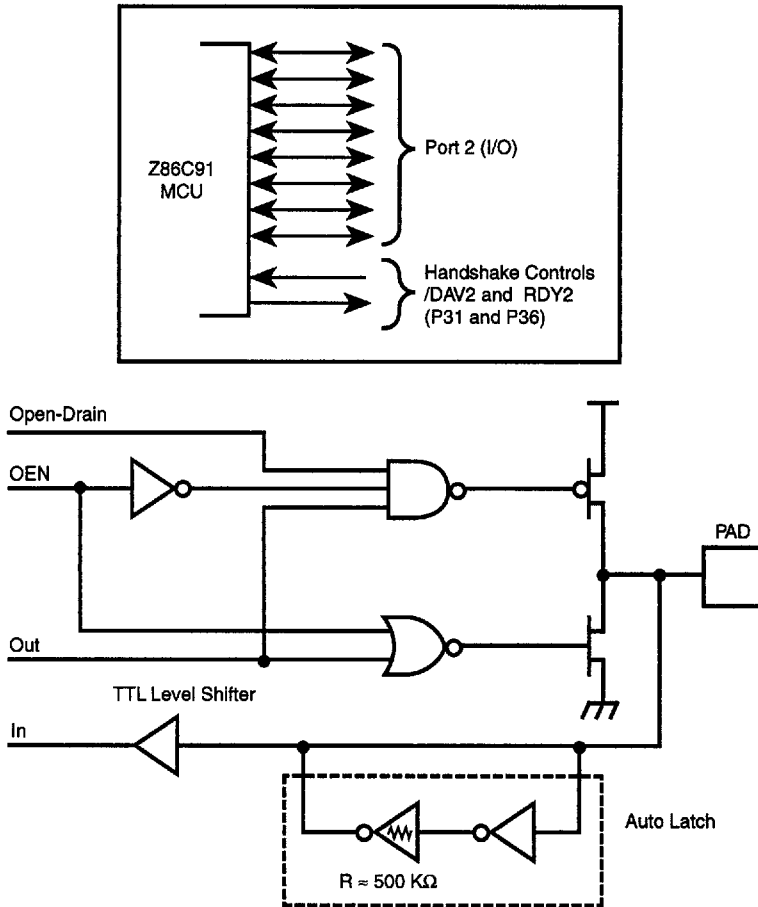 Z86C91
MCU
Port 2 (I/O)
Handshake Controls
/DAV2 and RDY2
(P31 and P36)
Open-Drain
OEN
PAD
Out
TTL Level Shifter
In
Auto Latch
R ≈ 500 KΩ